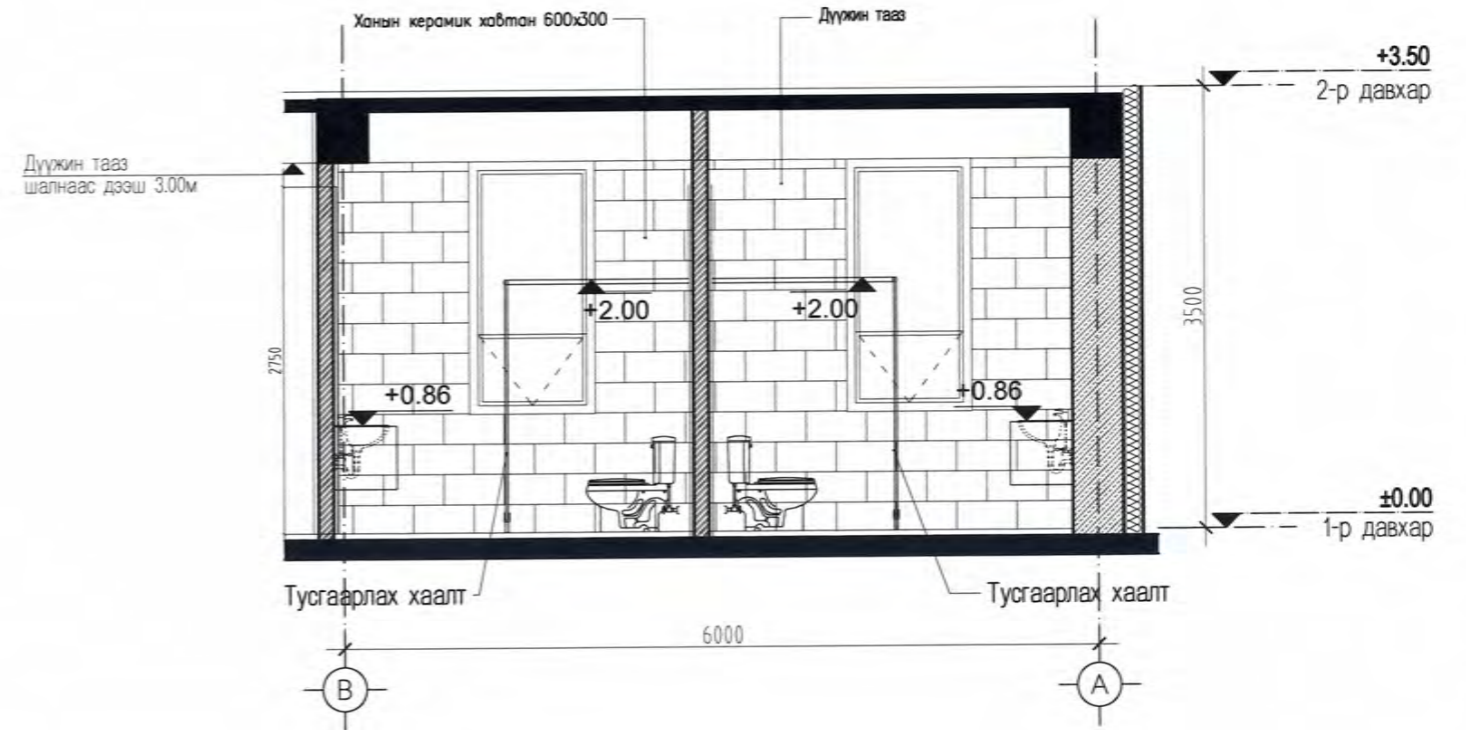 Ханын керамик хавтан 600x300
Дүүжин тааз
+3.50
2-р давхар
Дүүжин тааз
шалнаас дээш 3.00м
+2.00
+2.00
3500
2750
+0.86
+0.86
±0.00
1-р давхар
Тусгаарлах хаалт
Тусгаарлах хаалт
6000
В
А